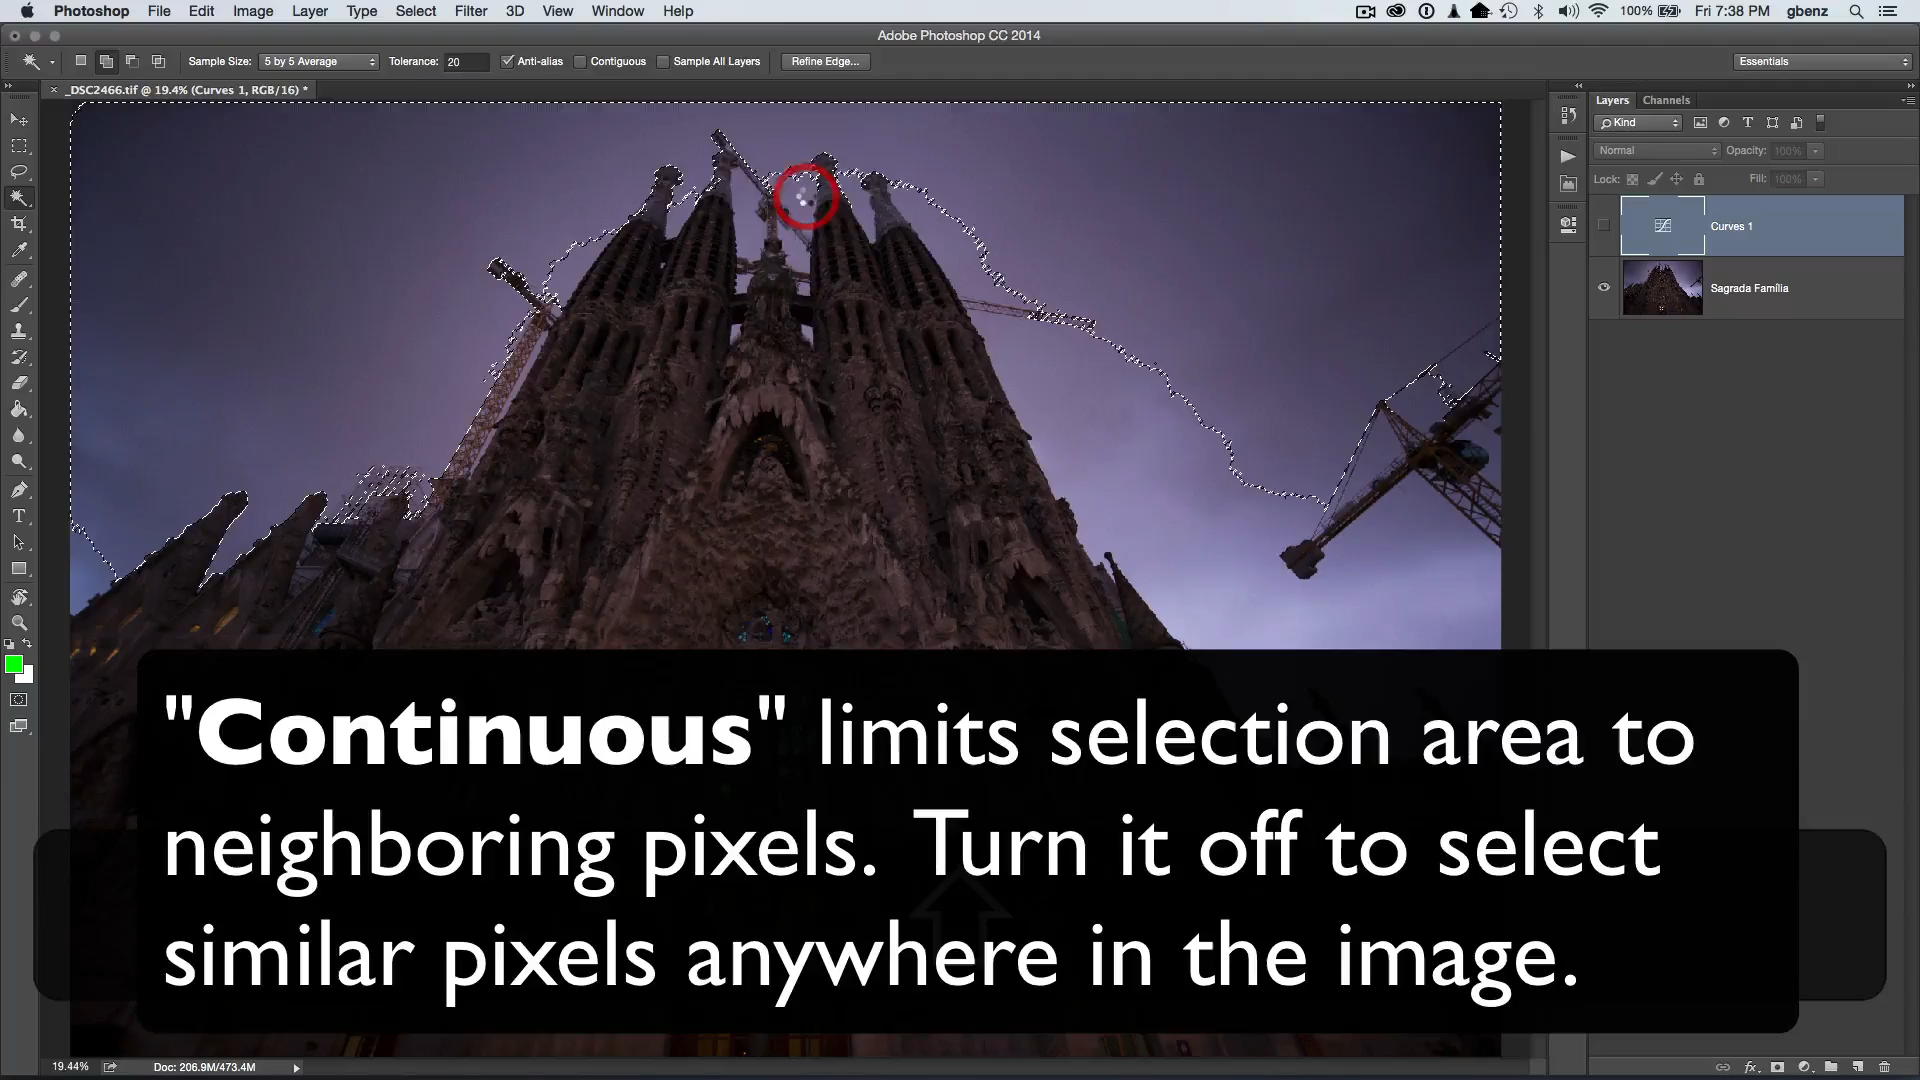 Photoshop File Edit Image Layer Type Select Filter 3D View Window Help 100% Fri 7:38 PM gbenz
Adobe Photoshop CC 2014
Sample Size: 5 by 5 Average Tolerance: 20 Anti-alias Contiguous Sample All Layers Refine Edge... Essentials
_DSC2466.tif @ 19.4% (Curves 1, RGB/16) *
Layers Channels
Kind
Normal Opacity: 100%
Lock: Fill: 100%
Curves 1
Sagrada Família
"Continuous" limits selection area to
neighboring pixels. Turn it off to select
similar pixels anywhere in the image.
19.44% Doc: 206.9M/473.4M